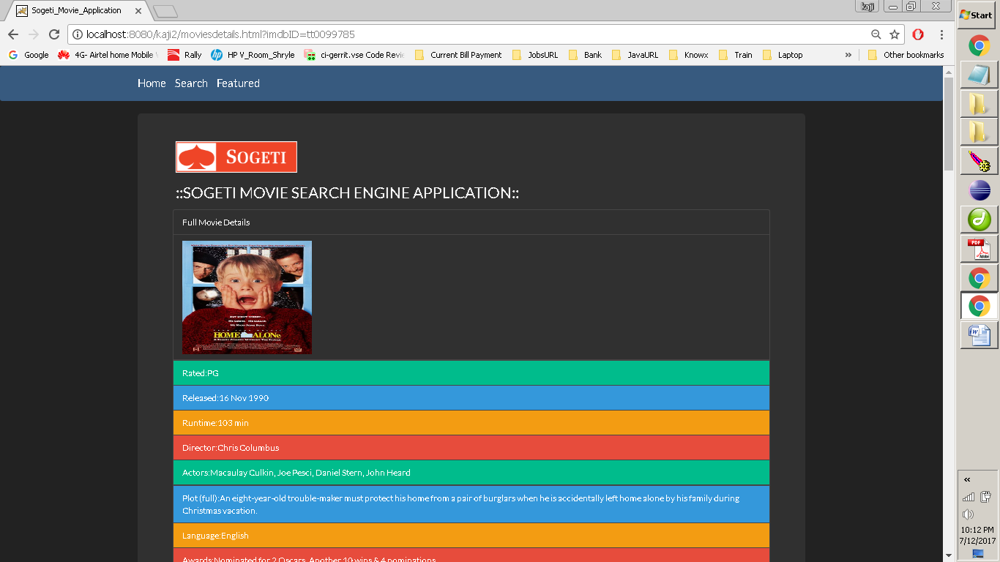 Sogeti_Movie_Application
kaji
localhost:8080/kaji2/moviesdetails.html?imdbID=tt0099785
Google 4G- Airtel home Mobile Rally HP V_Room_Shryle ci-gerrit.vse Code Revie Current Bill Payment JobsURL Bank JavaURL Knowx Train Laptop » Other bookmarks
Home Search Featured
SOGETI
::SOGETI MOVIE SEARCH ENGINE APPLICATION::
Full Movie Details
HOME ALONe
Rated:PG
Released:16 Nov 1990
Runtime:103 min
Director:Chris Columbus
Actors:Macaulay Culkin, Joe Pesci, Daniel Stern, John Heard
Plot (full):An eight-year-old trouble-maker must protect his home from a pair of burglars when he is accidentally left home alone by his family during
Christmas vacation.
Language:English
Awards:Nominated for 2 Oscars. Another 10 wins & 4 nominations.
Start
PDF
Adobe
«
10:12 PM
7/12/2017